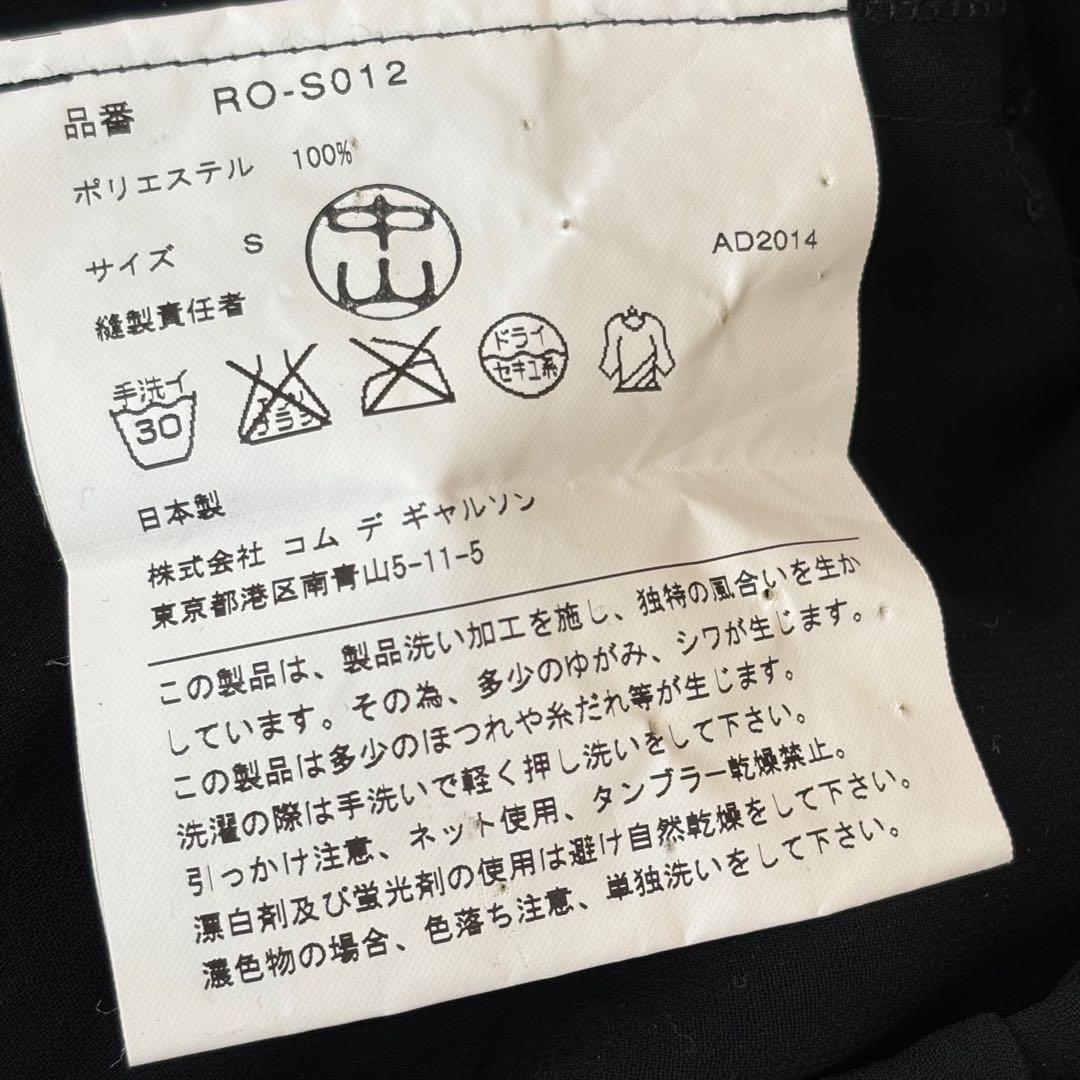 品番 RO-S012
ポリエステル 100%
サイズ S
中山
AD2014
縫製責任者
手洗イ
30
エンソ
サラシ
ドライ
セキユ系
日本製
株式会社 コム デ ギャルソン
東京都港区南青山5-11-5
この製品は、製品洗い加工を施し、独特の風合いを生か
しています。その為、多少のゆがみ、シワが生じます。
この製品は多少のほつれや糸だれ等が生じます。
洗濯の際は手洗いで軽く押し洗いをして下さい。
引っかけ注意、ネット使用、タンブラー乾燥禁止。
漂白剤及び蛍光剤の使用は避け自然乾燥をして下さい。
濃色物の場合、色落ち注意、単独洗いをして下さい。